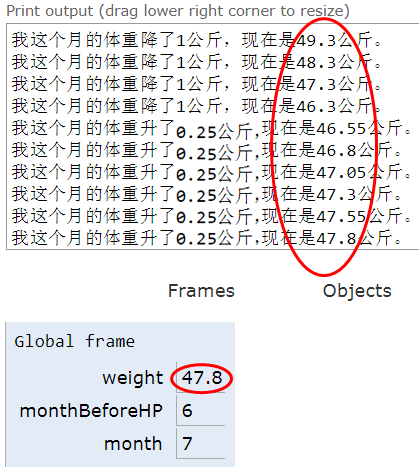 Print output (drag lower right corner to resize)
我这个月的体重降了1公斤，现在是49.3公斤。
我这个月的体重降了1公斤，现在是48.3公斤。
我这个月的体重降了1公斤，现在是47.3公斤。
我这个月的体重降了1公斤，现在是46.3公斤。
我这个月的体重升了0.25公斤,现在是46.55公斤。
我这个月的体重升了0.25公斤,现在是46.8公斤。
我这个月的体重升了0.25公斤,现在是47.05公斤。
我这个月的体重升了0.25公斤,现在是47.3公斤。
我这个月的体重升了0.25公斤,现在是47.55公斤。
我这个月的体重升了0.25公斤,现在是47.8公斤。
Frames Objects
Global frame
weight 47.8
monthBeforeHP 6
month 7